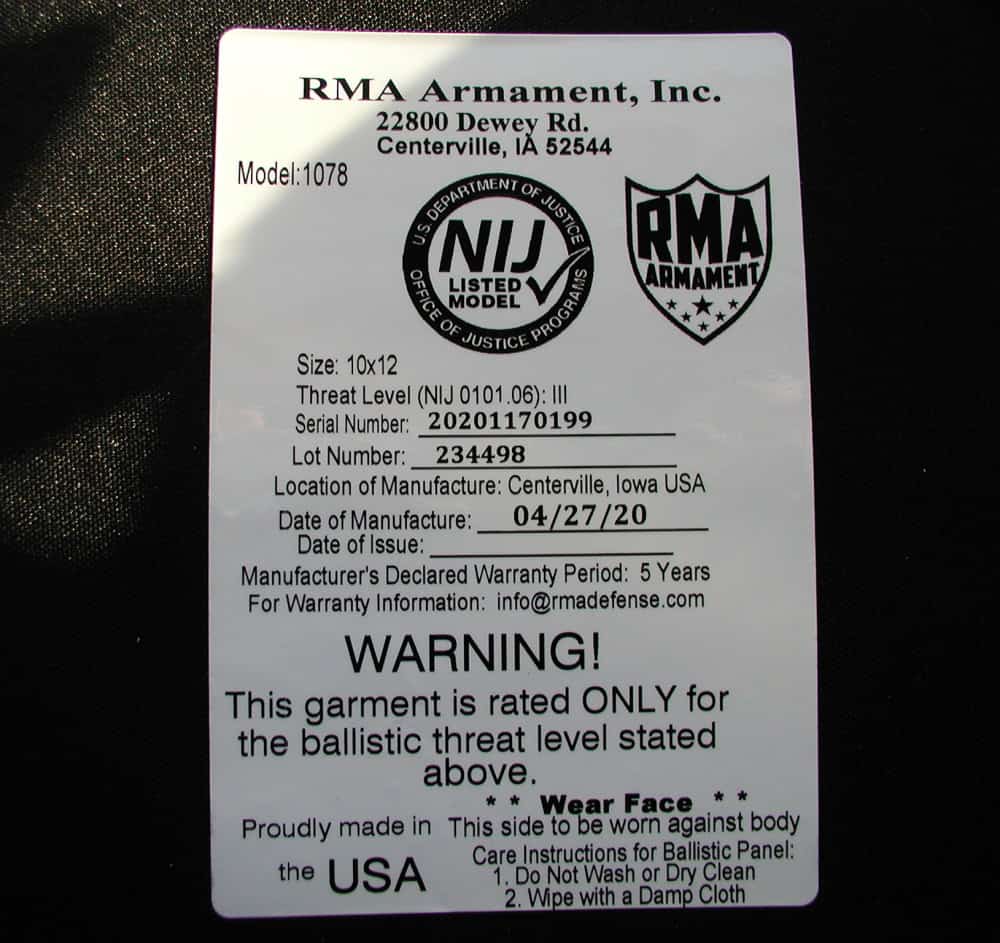 RMA Armament, Inc.
22800 Dewey Rd.
Centerville, IA 52544
Model:1078
U.S. DEPARTMENT OF JUSTICE
NIJ
LISTED
MODEL
OFFICE OF JUSTICE PROGRAMS
RMA
ARMAMENT
Size: 10x12
Threat Level (NIJ 0101.06): III
Serial Number: 20201170199
Lot Number: 234498
Location of Manufacture: Centerville, Iowa USA
Date of Manufacture: 04/27/20
Date of Issue:
Manufacturer's Declared Warranty Period: 5 Years
For Warranty Information: info@rmadefense.com
WARNING!
This garment is rated ONLY for
the ballistic threat level stated
above.
* * Wear Face * *
This side to be worn against body
Proudly made in
the USA
Care Instructions for Ballistic Panel:
1. Do Not Wash or Dry Clean
2. Wipe with a Damp Cloth